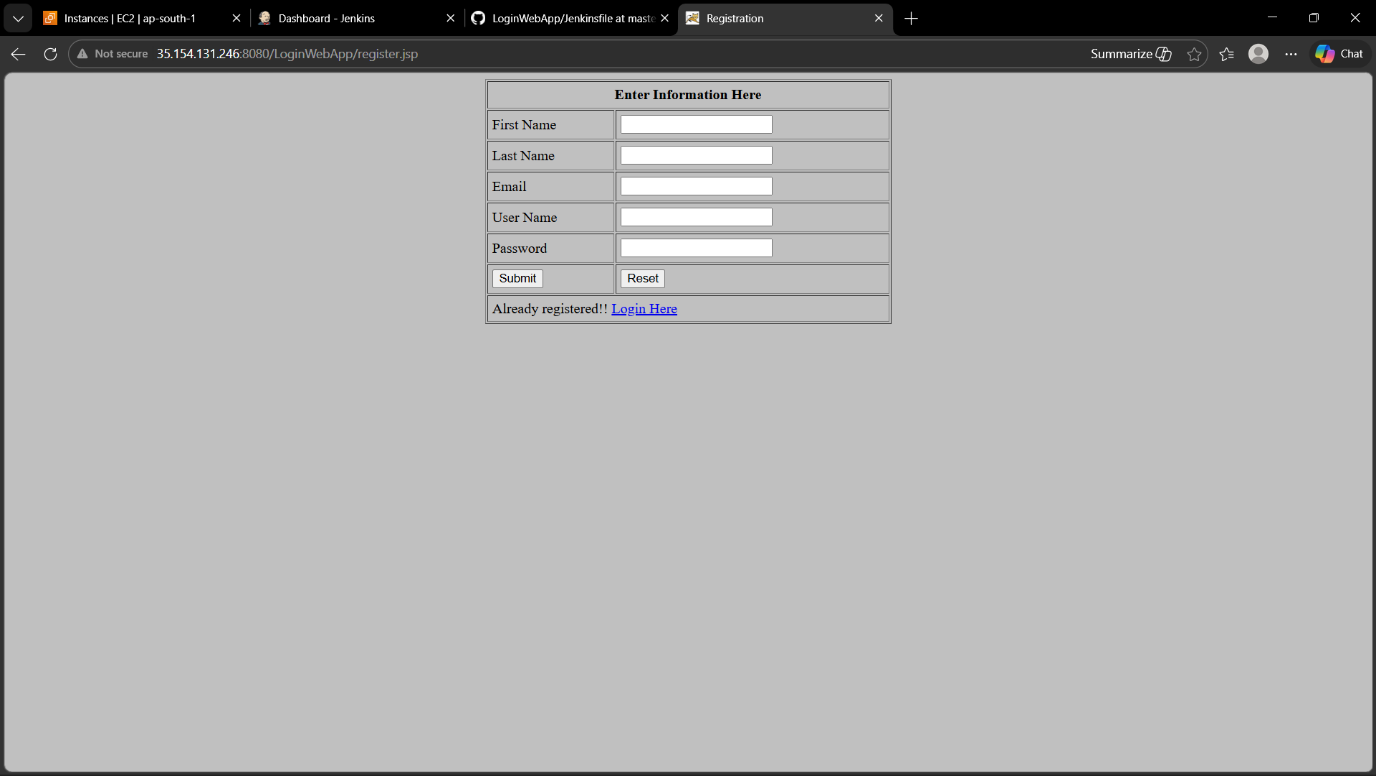 Instances | EC2 | ap-south-1
Dashboard - Jenkins
LoginWebApp/Jenkinsfile at maste
Registration
Not secure 35.154.131.246:8080/LoginWebApp/register.jsp
Summarize
Chat
Enter Information Here
First Name
Last Name
Email
User Name
Password
Submit Reset
Already registered!! Login Here